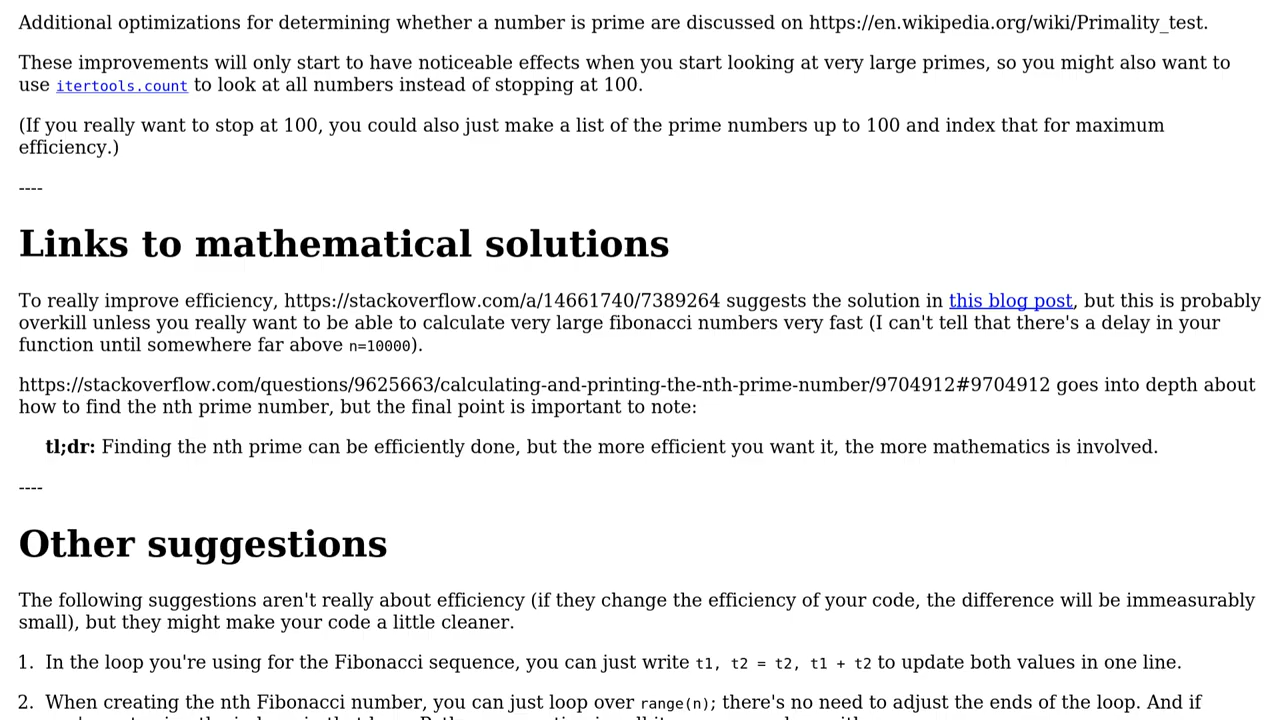 Additional optimizations for determining whether a number is prime are discussed on https://en.wikipedia.org/wiki/Primality_test.
These improvements will only start to have noticeable effects when you start looking at very large primes, so you might also want to
use itertools.count to look at all numbers instead of stopping at 100.
(If you really want to stop at 100, you could also just make a list of the prime numbers up to 100 and index that for maximum
efficiency.)
----
Links to mathematical solutions
To really improve efficiency, https://stackoverflow.com/a/14661740/7389264 suggests the solution in this blog post, but this is probably
overkill unless you really want to be able to calculate very large fibonacci numbers very fast (I can't tell that there's a delay in your
function until somewhere far above n=10000).
https://stackoverflow.com/questions/9625663/calculating-and-printing-the-nth-prime-number/9704912#9704912 goes into depth about
how to find the nth prime number, but the final point is important to note:
tl;dr: Finding the nth prime can be efficiently done, but the more efficient you want it, the more mathematics is involved.
----
Other suggestions
The following suggestions aren't really about efficiency (if they change the efficiency of your code, the difference will be immeasurably
small), but they might make your code a little cleaner.
1. In the loop you're using for the Fibonacci sequence, you can just write t1, t2 = t2, t1 + t2 to update both values in one line.
2. When creating the nth Fibonacci number, you can just loop over range(n); there's no need to adjust the ends of the loop. And if